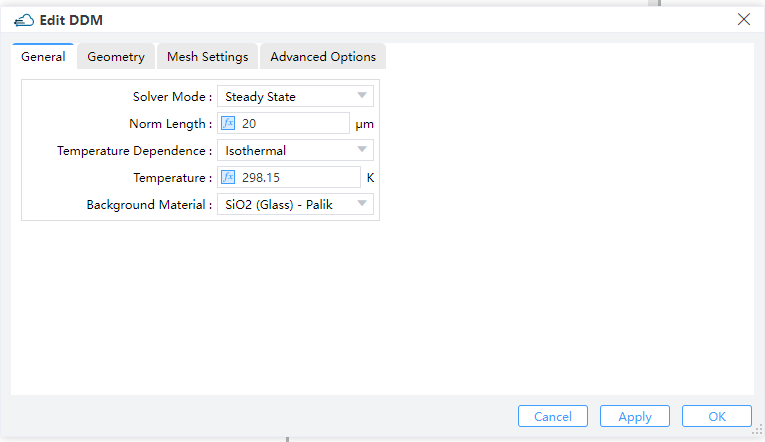 Edit DDM
General Geometry Mesh Settings Advanced Options
Solver Mode : Steady State
Norm Length : fx 20 μm
Temperature Dependence : Isothermal
Temperature : fx 298.15 K
Background Material : SiO2 (Glass) - Palik
Cancel Apply OK